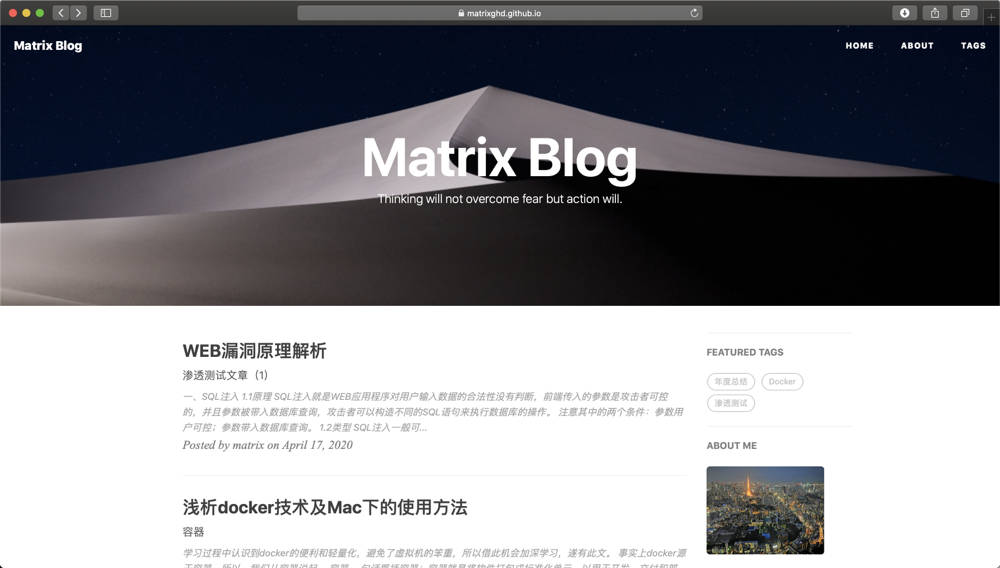 matrixghd.github.io
Matrix Blog
HOME ABOUT TAGS
Matrix Blog
Thinking will not overcome fear but action will.
WEB漏洞原理解析
渗透测试文章（1）
一、SQL注入 1.1原理 SQL注入就是WEB应用程序对用户输入数据的合法性没有判断，前端传入的参数是攻击者可控
的，并且参数被带入数据库查询，攻击者可以构造不同的SQL语句来执行数据库的操作。 注意其中的两个条件：参数用
户可控；参数带入数据库查询。 1.2类型 SQL注入一般可...
Posted by matrix on April 17, 2020
浅析docker技术及Mac下的使用方法
容器
学习过程中认识到docker的便利和轻量化，避免了虚拟机的笨重，所以借此机会加深学习，遂有此文。 事实上docker源
FEATURED TAGS
年度总结 Docker
渗透测试
ABOUT ME